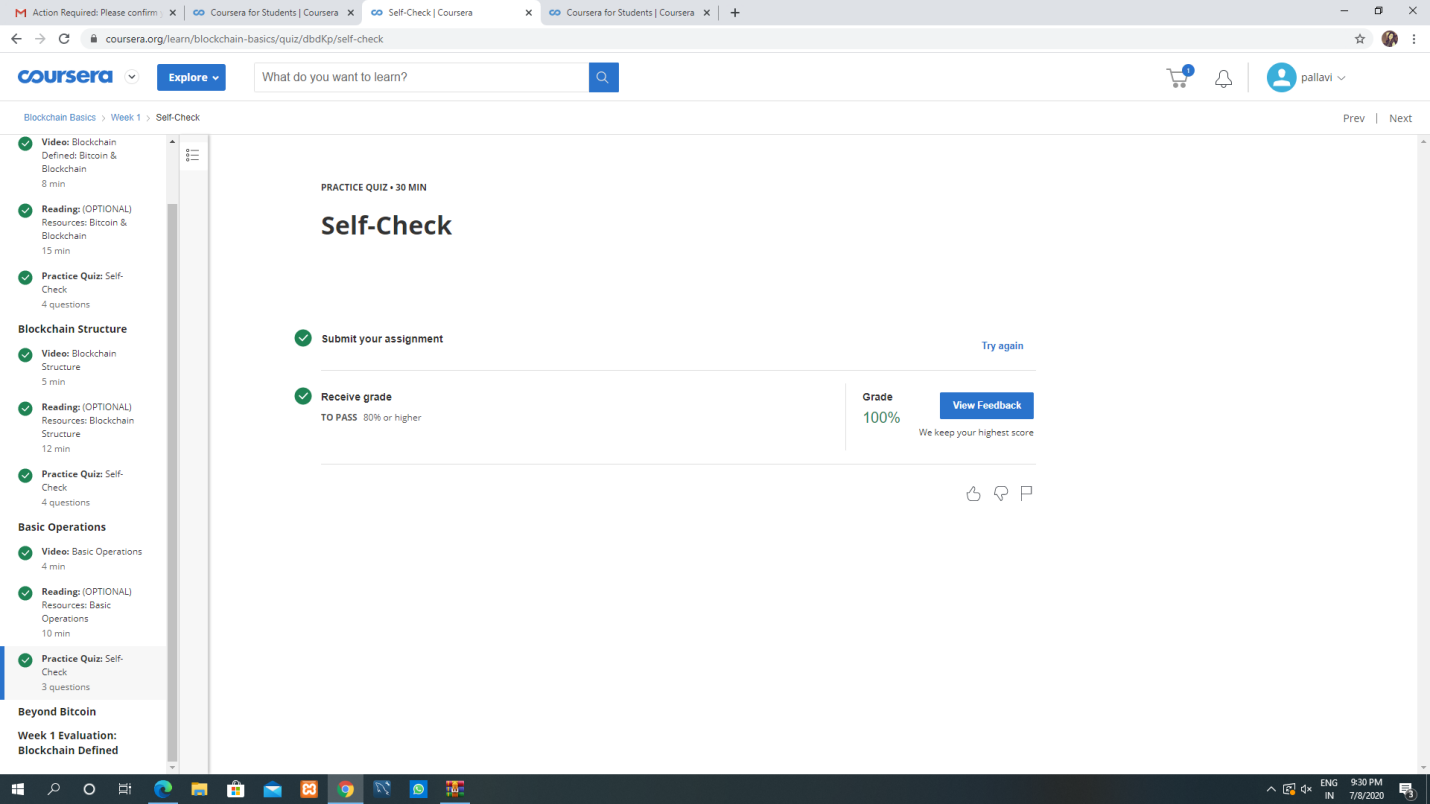 Action Required: Please confirm
Coursera for Students | Coursera
Self-Check | Coursera
Coursera for Students | Coursera
coursera.org/learn/blockchain-basics/quiz/dbdKp/self-check
coursera
Explore
What do you want to learn?
1
pallavi
Blockchain Basics
Week 1
Self-Check
Prev | Next
Video: Blockchain
Defined: Bitcoin &
Blockchain
8 min
Reading: (OPTIONAL)
Resources: Bitcoin &
Blockchain
15 min
Practice Quiz: Self-
Check
4 questions
Blockchain Structure
Video: Blockchain
Structure
5 min
Reading: (OPTIONAL)
Resources: Blockchain
Structure
12 min
Practice Quiz: Self-
Check
4 questions
Basic Operations
Video: Basic Operations
4 min
Reading: (OPTIONAL)
Resources: Basic
Operations
10 min
Practice Quiz: Self-
Check
3 questions
Beyond Bitcoin
Week 1 Evaluation:
Blockchain Defined
PRACTICE QUIZ • 30 MIN
Self-Check
Submit your assignment
Try again
Receive grade
TO PASS 80% or higher
Grade
100%
View Feedback
We keep your highest score
ENG
IN
9:30 PM
7/8/2020
3